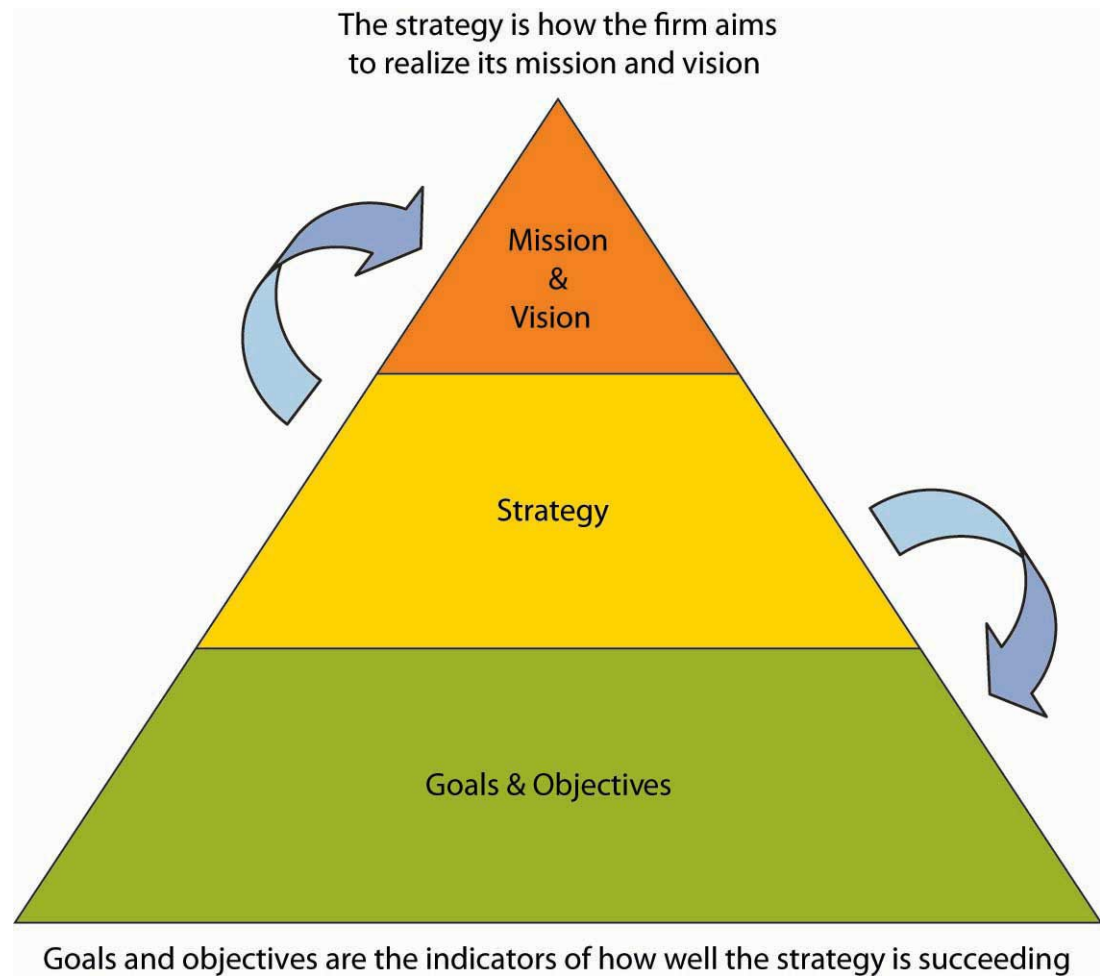 The strategy is how the firm aims
to realize its mission and vision
Mission
&
Vision
Strategy
Goals & Objectives
Goals and objectives are the indicators of how well the strategy is succeeding